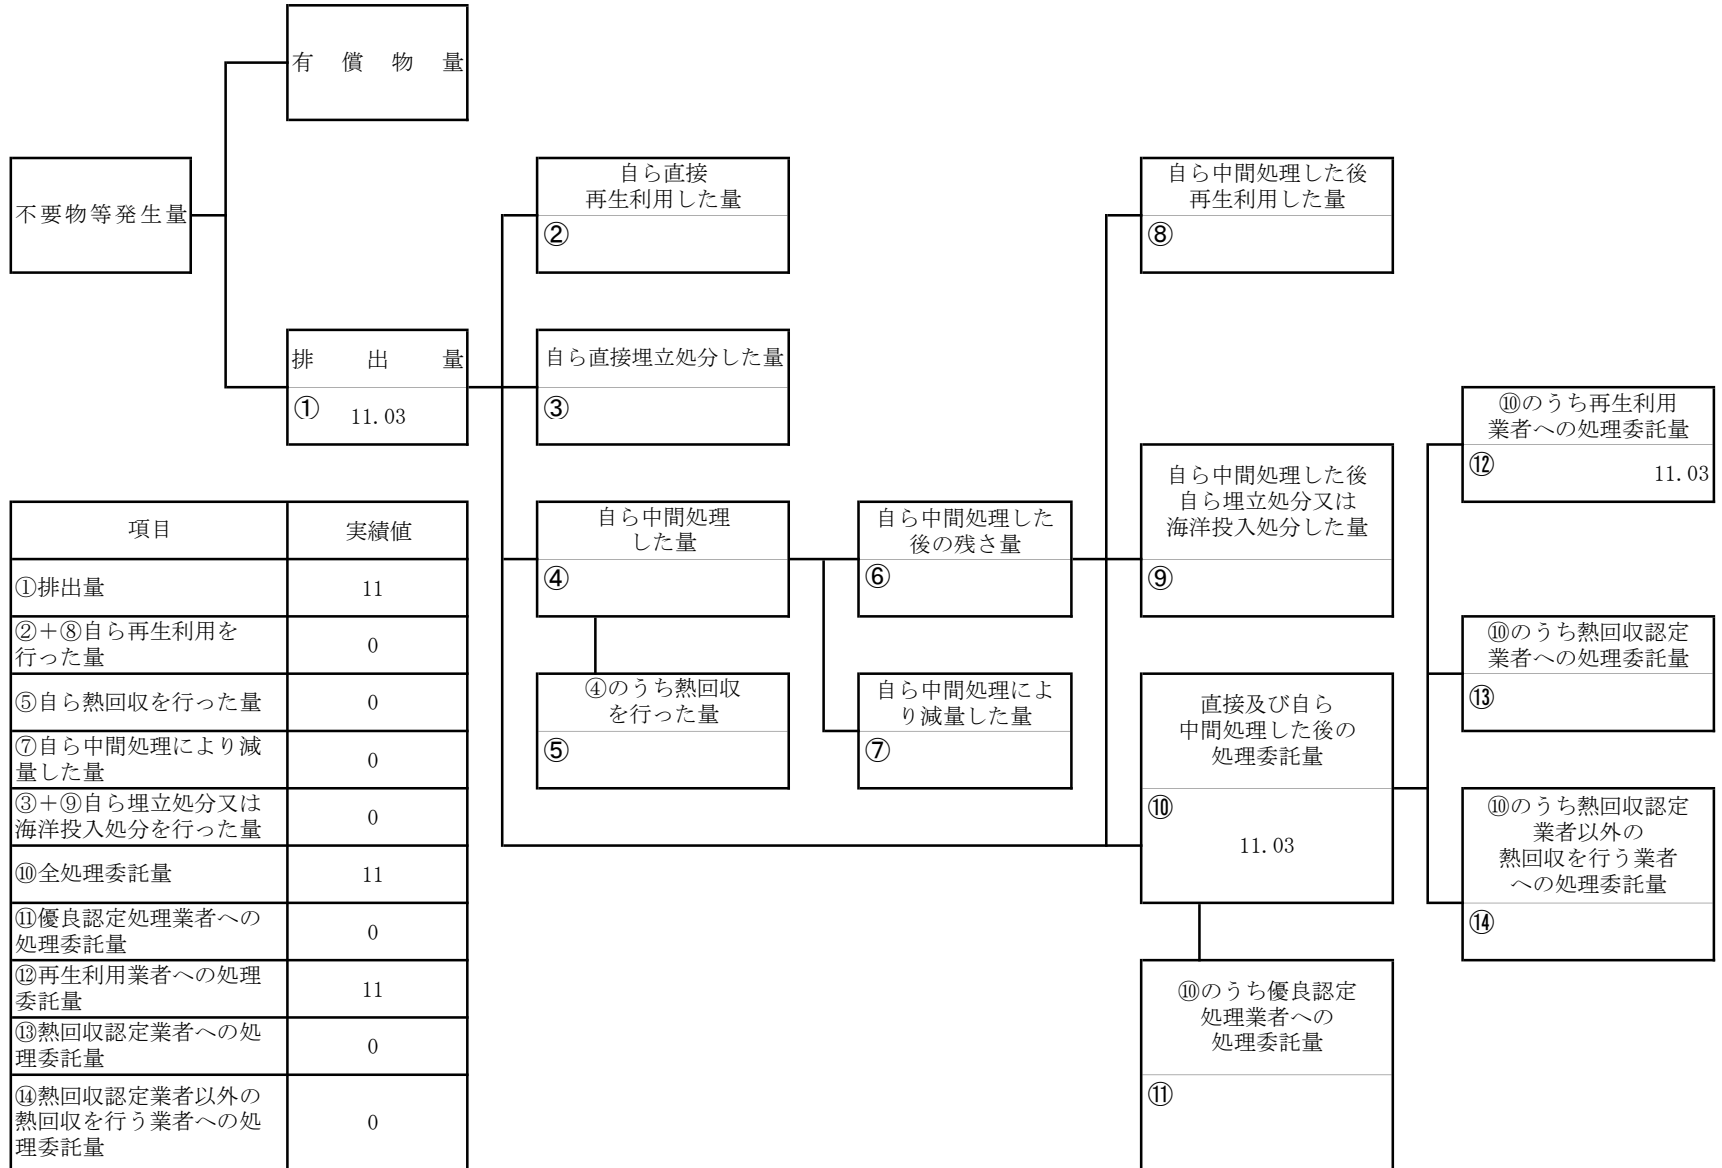 有償物量
不要物等発生量
排出量
① 11.03
自ら直接
再生利用した量
②
自ら直接埋立処分した量
③
自ら中間処理
した量
④
④のうち熱回収
を行った量
⑤
自ら中間処理した
後の残さ量
⑥
自ら中間処理によ
り減量した量
⑦
自ら中間処理した後
再生利用した量
⑧
自ら中間処理した後
自ら埋立処分又は
海洋投入処分した量
⑨
直接及び自ら
中間処理した後の
処理委託量
⑩
11.03
⑩のうち優良認定
処理業者への
処理委託量
⑪
⑩のうち再生利用
業者への処理委託量
⑫ 11.03
⑩のうち熱回収認定
業者への処理委託量
⑬
⑩のうち熱回収認定
業者以外の
熱回収を行う業者
への処理委託量
⑭
項目 実績値
①排出量 11
②+⑧自ら再生利用を
行った量 0
⑤自ら熱回収を行った量 0
⑦自ら中間処理により減
量した量 0
③+⑨自ら埋立処分又は
海洋投入処分を行った量 0
⑩全処理委託量 11
⑪優良認定処理業者への
処理委託量 0
⑫再生利用業者への処理
委託量 11
⑬熱回収認定業者への処
理委託量 0
⑭熱回収認定業者以外の
熱回収を行う業者への処
理委託量 0